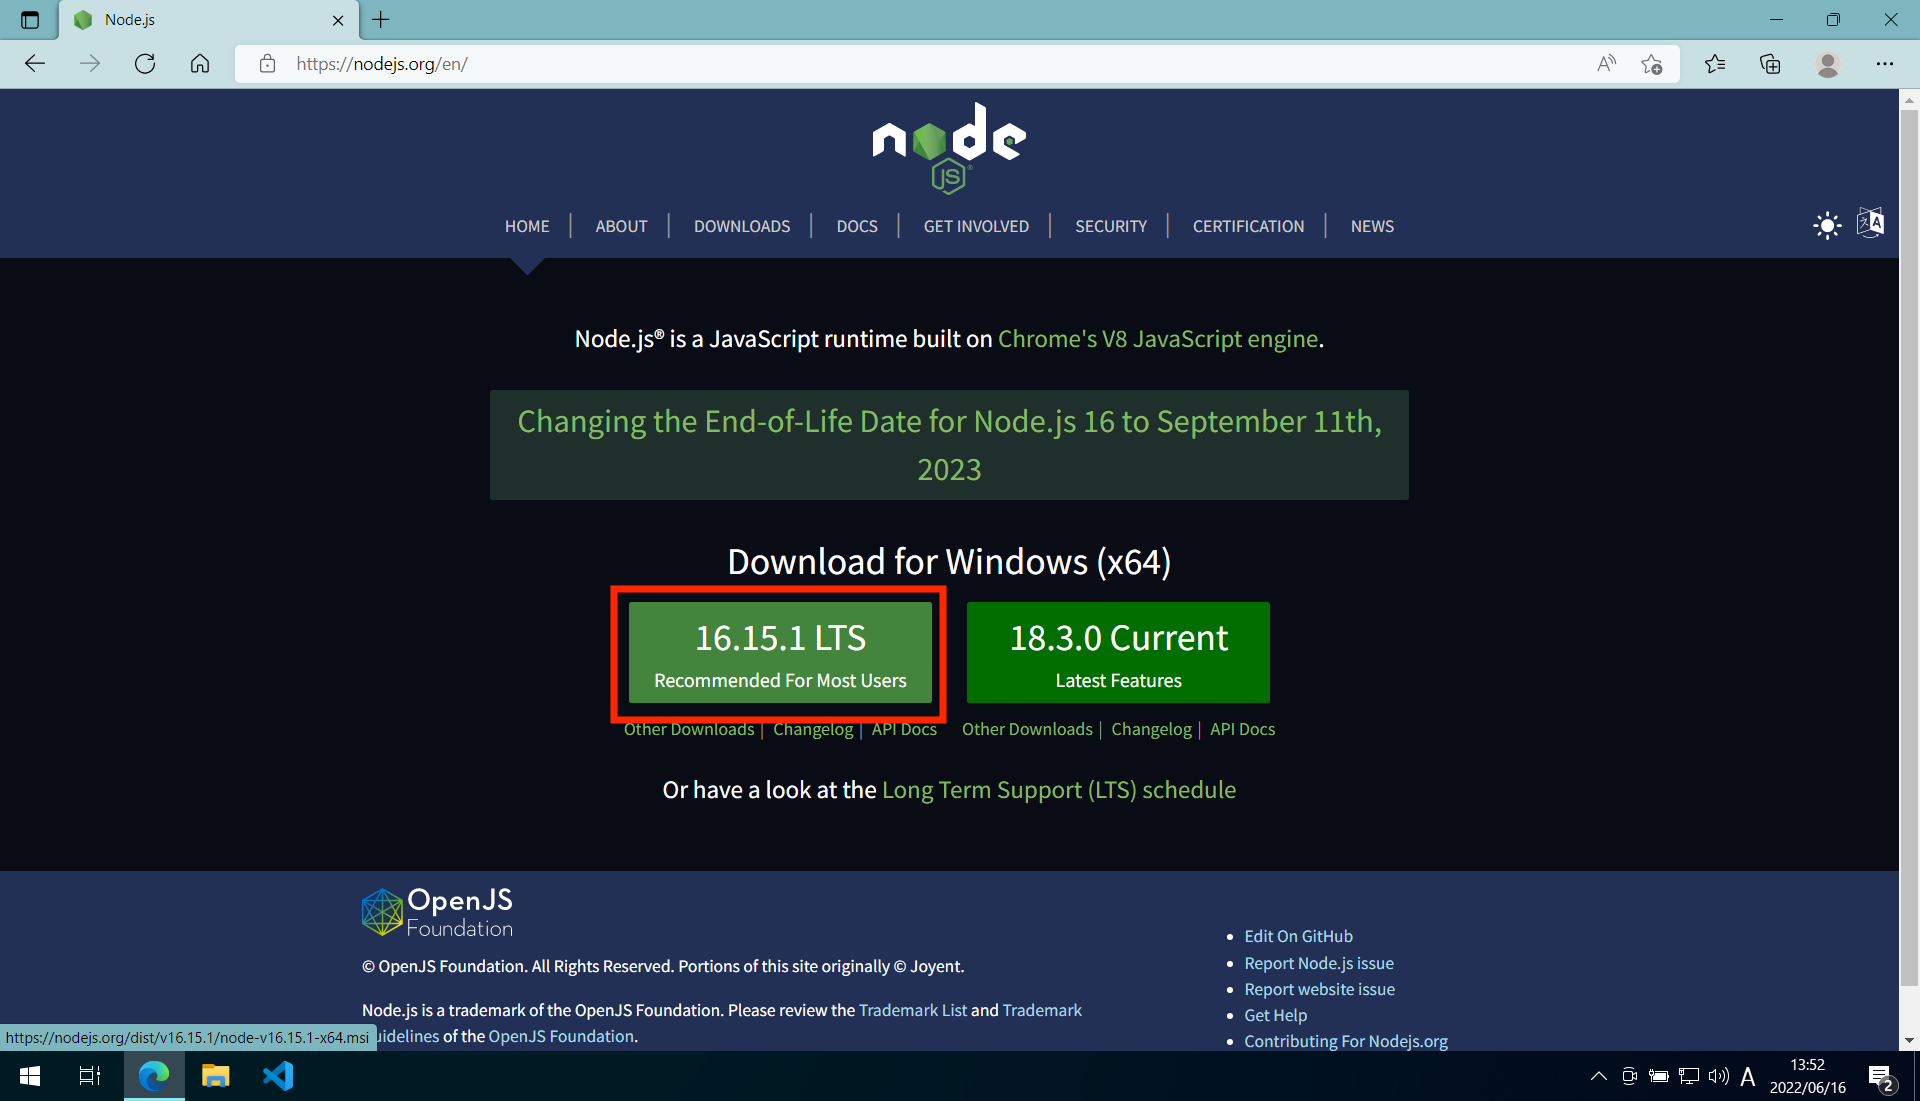 Node.js
https://nodejs.org/en/
node
JS
HOME | ABOUT | DOWNLOADS | DOCS | GET INVOLVED | SECURITY | CERTIFICATION | NEWS
Node.js® is a JavaScript runtime built on Chrome's V8 JavaScript engine.
Changing the End-of-Life Date for Node.js 16 to September 11th,
2023
Download for Windows (x64)
16.15.1 LTS
Recommended For Most Users
18.3.0 Current
Latest Features
Other Downloads | Changelog | API Docs
Other Downloads | Changelog | API Docs
Or have a look at the Long Term Support (LTS) schedule
OpenJS
Foundation
© OpenJS Foundation. All Rights Reserved. Portions of this site originally © Joyent.
Node.js is a trademark of the OpenJS Foundation. Please review the Trademark List and Trademark
uidelines of the OpenJS Foundation.
Edit On GitHub
Report Node.js issue
Report website issue
Get Help
Contributing For Nodejs.org
https://nodejs.org/dist/v16.15.1/node-v16.15.1-x64.msi
A
13:52
2022/06/16
2